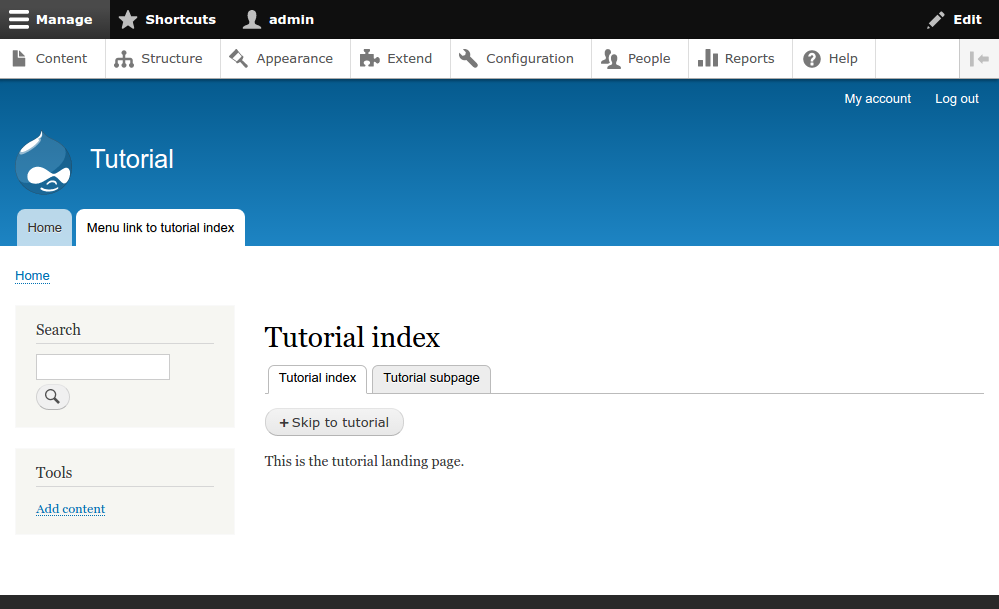 Manage Shortcuts admin Edit
Content Structure Appearance Extend Configuration People Reports Help
My account Log out
Tutorial
Home Menu link to tutorial index
Home
Search
Tutorial index
Tutorial index Tutorial subpage
+ Skip to tutorial
This is the tutorial landing page.
Tools
Add content